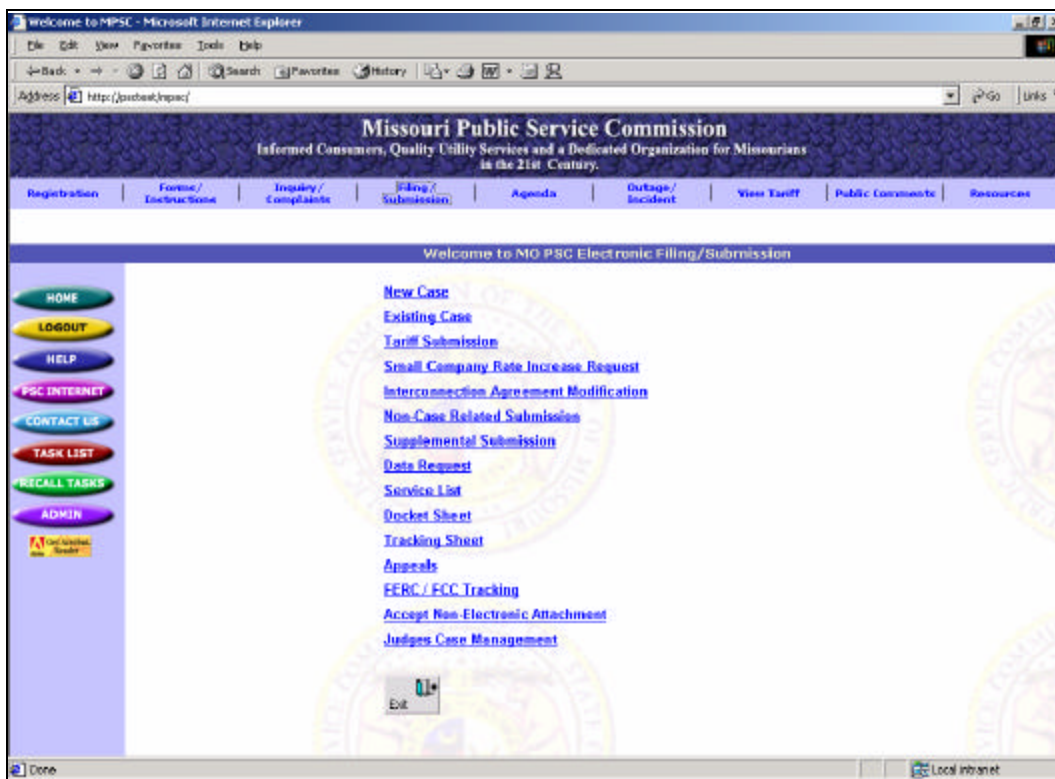 Welcome to MPSC - Microsoft Internet Explorer
File Edit View Favorites Tools Help
Back Search Favorites History
Address http://psctest/mpsc/ Go Links
Missouri Public Service Commission
Informed Consumers, Quality Utility Services and a Dedicated Organization for Missourians
in the 21st Century.
Registration | Forms/ Instructions | Inquiry/ Complaints | Filing/ Submission | Agenda | Outage/ Incident | View Tariff | Public Comments | Resources
Welcome to MO PSC Electronic Filing/Submission
HOME
LOGOUT
HELP
PSC INTERNET
CONTACT US
TASK LIST
RECALL TASKS
ADMIN
Get Acrobat
Reader
New Case
Existing Case
Tariff Submission
Small Company Rate Increase Request
Interconnection Agreement Modification
Non-Case Related Submission
Supplemental Submission
Data Request
Service List
Docket Sheet
Tracking Sheet
Appeals
FERC / FCC Tracking
Accept Non-Electronic Attachment
Judges Case Management
Exit
Done
Local intranet